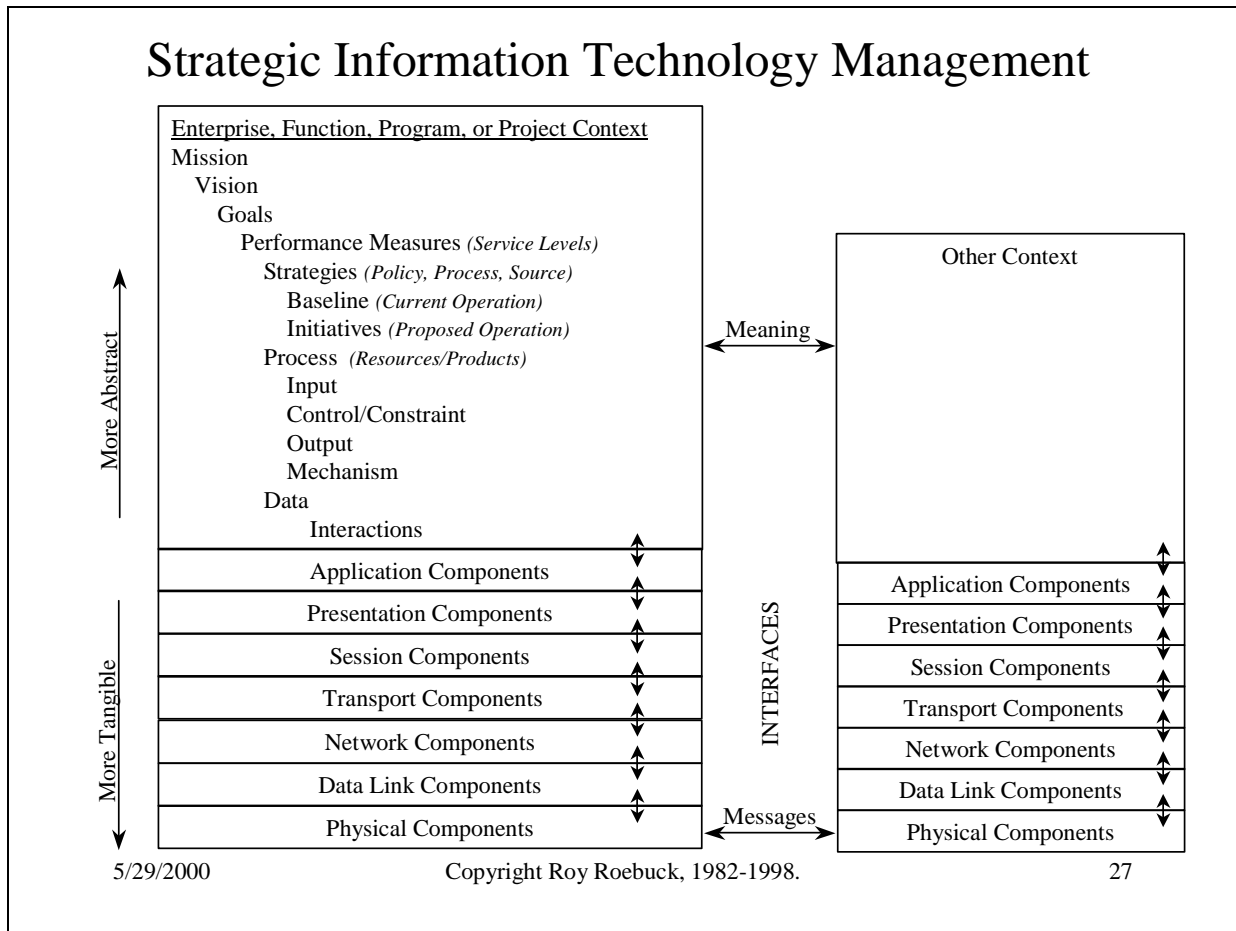 Strategic Information Technology Management
Enterprise, Function, Program, or Project Context
Mission
Vision
Goals
Performance Measures (Service Levels)
Strategies (Policy, Process, Source)
Baseline (Current Operation)
Initiatives (Proposed Operation)
Process (Resources/Products)
Input
Control/Constraint
Output
Mechanism
Data
Interactions
Application Components
Presentation Components
Session Components
Transport Components
Network Components
Data Link Components
Physical Components
More Abstract
More Tangible
Meaning
INTERFACES
Messages
Other Context
Application Components
Presentation Components
Session Components
Transport Components
Network Components
Data Link Components
Physical Components
5/29/2000
Copyright Roy Roebuck, 1982-1998.
27